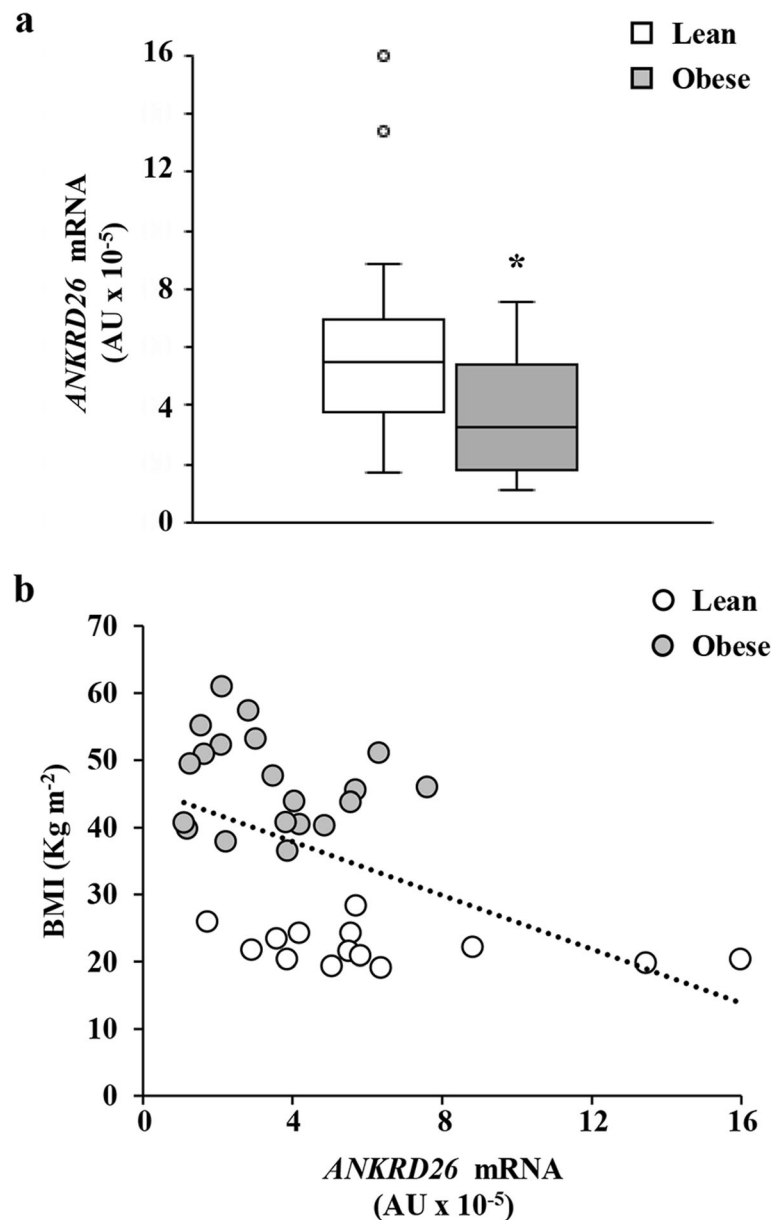 a
Lean
Obese
16
12
8
4
0
ANKRD26 mRNA
(AU x 10-5)
*
b
Lean
Obese
70
60
50
40
30
20
10
0
BMI (Kg m-2)
0 4 8 12 16
ANKRD26 mRNA
(AU x 10-5)